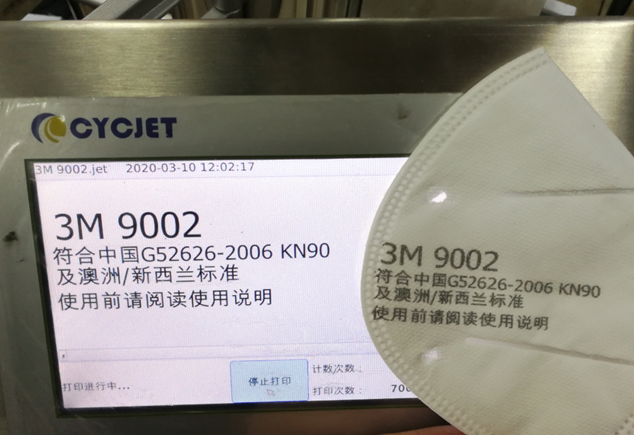 CYCJET
3M 9002.jet 2020-03-10 12:02:17
3M 9002
符合中国G52626-2006 KN90
及澳洲/新西兰标准
使用前请阅读使用说明
打印进行中...
停止打印
计数次数:
打印次数:
3M 9002
符合中国G52626-2006 KN90
及澳洲/新西兰标准
使用前请阅读使用说明